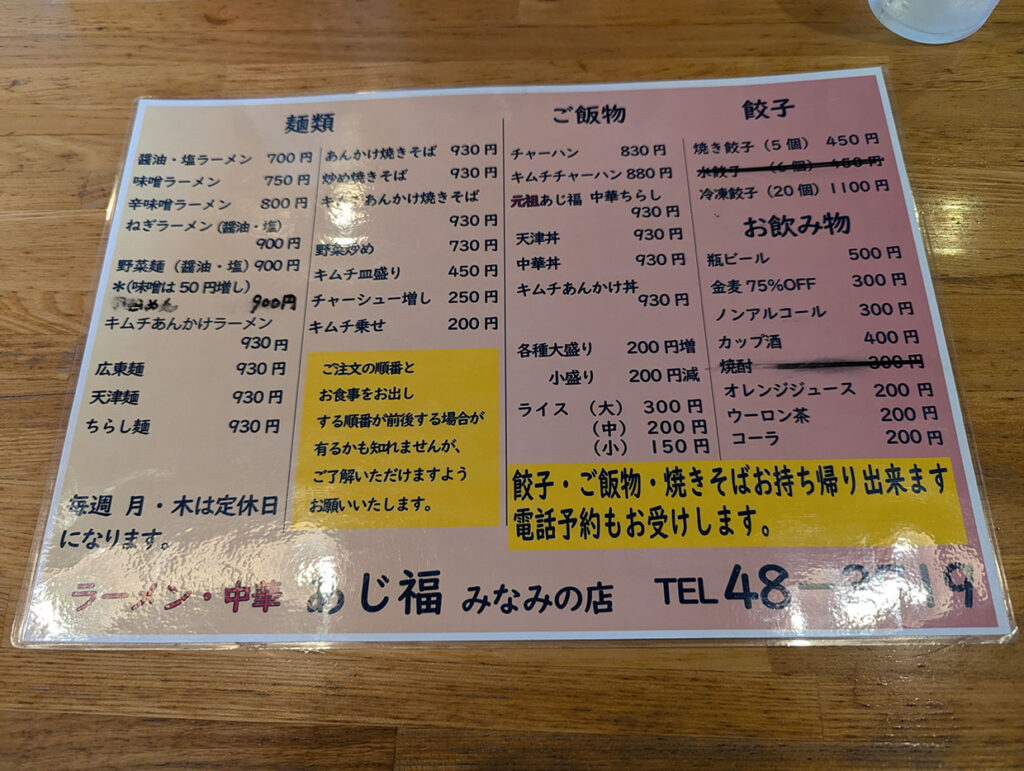 麺類
醤油・塩ラーメン 700円
味噌ラーメン 750円
辛味噌ラーメン 800円
ねぎラーメン(醤油・塩)
900円
野菜麺(醤油・塩)900円
*(味噌は50円増し)
900円
キムチあんかけラーメン
930円
広東麺 930円
天津麺 930円
ちらし麺 930円
あんかけ焼きそば 930円
炒め焼きそば 930円
キムチあんかけ焼きそば
930円
野菜炒め 730円
キムチ皿盛り 450円
チャーシュー増し 250円
キムチ乗せ 200円
ご注文の順番と
お食事をお出し
する順番が前後する場合が
有るかも知れませんが、
ご了解いただけますよう
お願いいたします。
ご飯物
チャーハン 830円
キムチチャーハン 880円
元祖あじ福 中華ちらし
930円
天津丼 930円
中華丼 930円
キムチあんかけ丼
930円
各種大盛り 200円増
小盛り 200円減
ライス (大) 300円
(中) 200円
(小) 150円
餃子
焼き餃子(5個) 450円
水餃子 (6個) 450円
冷凍餃子(20個)1100円
お飲み物
瓶ビール 500円
金麦75%OFF 300円
ノンアルコール 300円
カップ酒 400円
焼酎 300円
オレンジジュース 200円
ウーロン茶 200円
コーラ 200円
餃子・ご飯物・焼きそばお持ち帰り出来ます
電話予約もお受けします。
毎週 月・木は定休日
になります。
ラーメン・中華 あじ福 みなみの店 TEL 48-2719